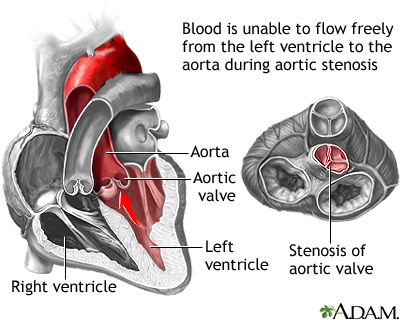 Blood is unable to flow freely
from the left ventricle to the
aorta during aortic stenosis
Aorta
Aortic
valve
Left
ventricle
Right ventricle
Stenosis of
aortic valve
ADAM.